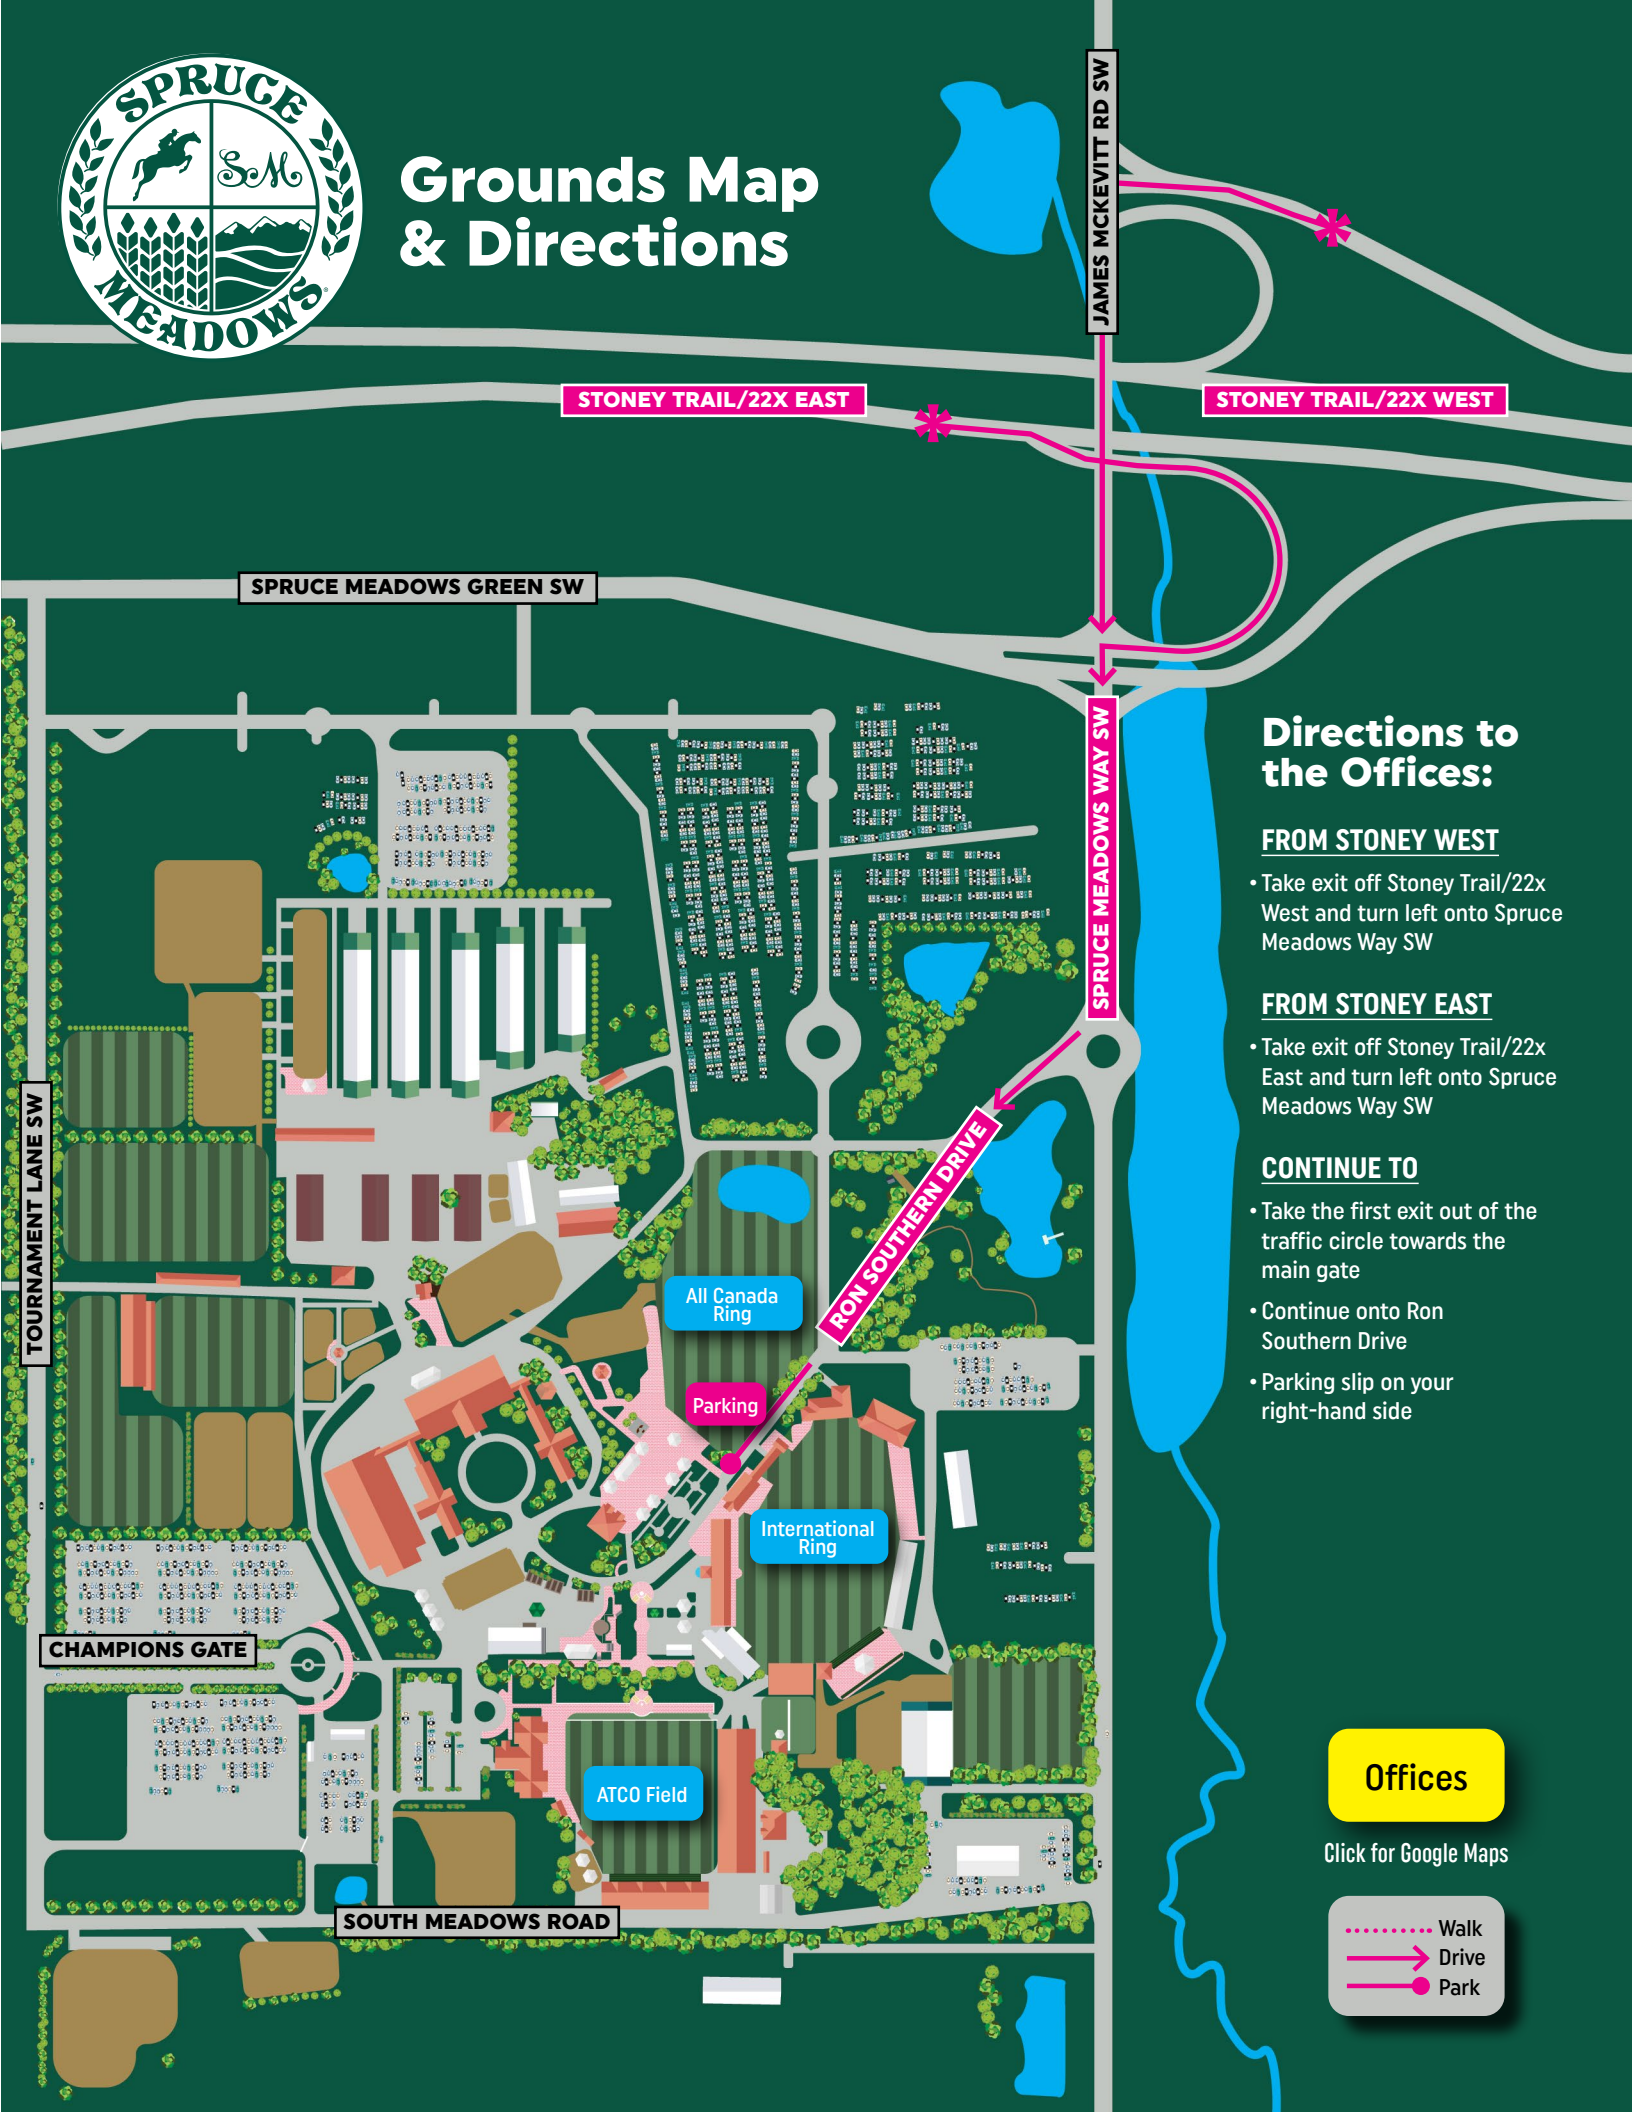 SPRUCE
SM
MEADOWS
Grounds Map
& Directions
JAMES MCKEVITT RD SW
STONEY TRAIL/22X EAST
STONEY TRAIL/22X WEST
SPRUCE MEADOWS GREEN SW
SPRUCE MEADOWS WAY SW
TOURNAMENT LANE SW
RON SOUTHERN DRIVE
All Canada
Ring
Parking
International
Ring
CHAMPIONS GATE
ATCO Field
SOUTH MEADOWS ROAD
Directions to
the Offices:
FROM STONEY WEST
• Take exit off Stoney Trail/22x
West and turn left onto Spruce
Meadows Way SW
FROM STONEY EAST
• Take exit off Stoney Trail/22x
East and turn left onto Spruce
Meadows Way SW
CONTINUE TO
• Take the first exit out of the
traffic circle towards the
main gate
• Continue onto Ron
Southern Drive
• Parking slip on your
right-hand side
Offices
Click for Google Maps
Walk
Drive
Park